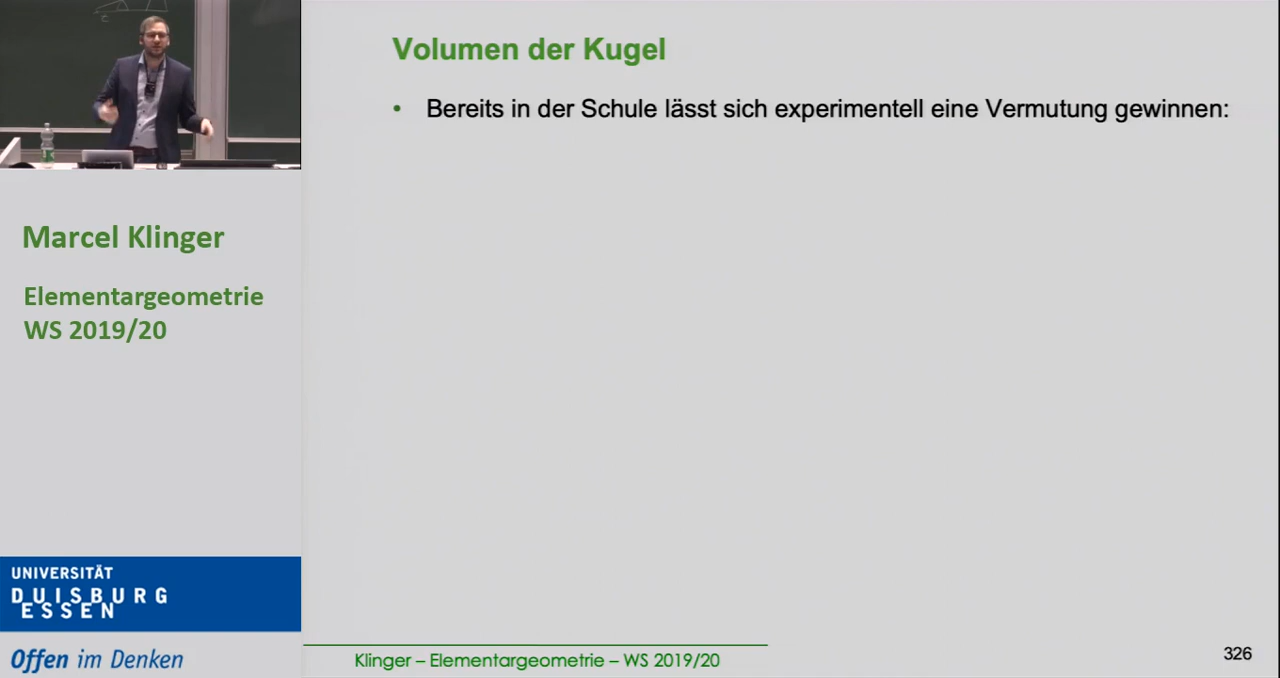 Volumen der Kugel
• Bereits in der Schule lässt sich experimentell eine Vermutung gewinnen:
Marcel Klinger
Elementargeometrie
WS 2019/20
UNIVERSITÄT
DUISBURG
ESSEN
Offen im Denken
Klinger – Elementargeometrie – WS 2019/20
326